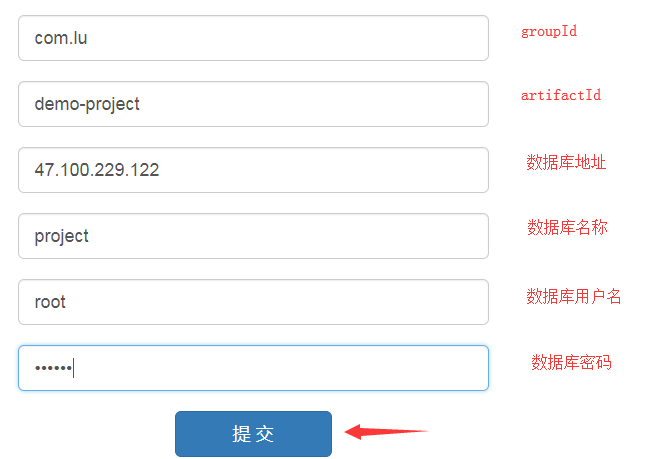 com.lu groupId
demo-project artifactId
47.100.229.122 数据库地址
project 数据库名称
root 数据库用户名
•••••• 数据库密码
提交